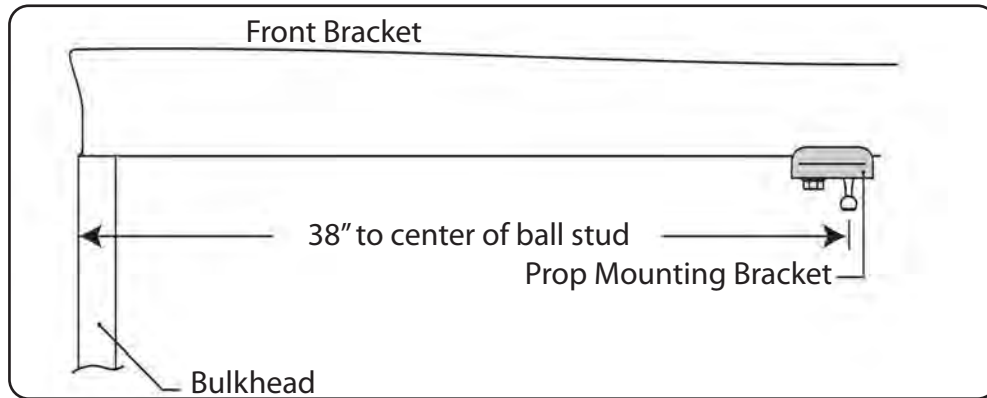 Front Bracket
38” to center of ball stud
Prop Mounting Bracket
Bulkhead